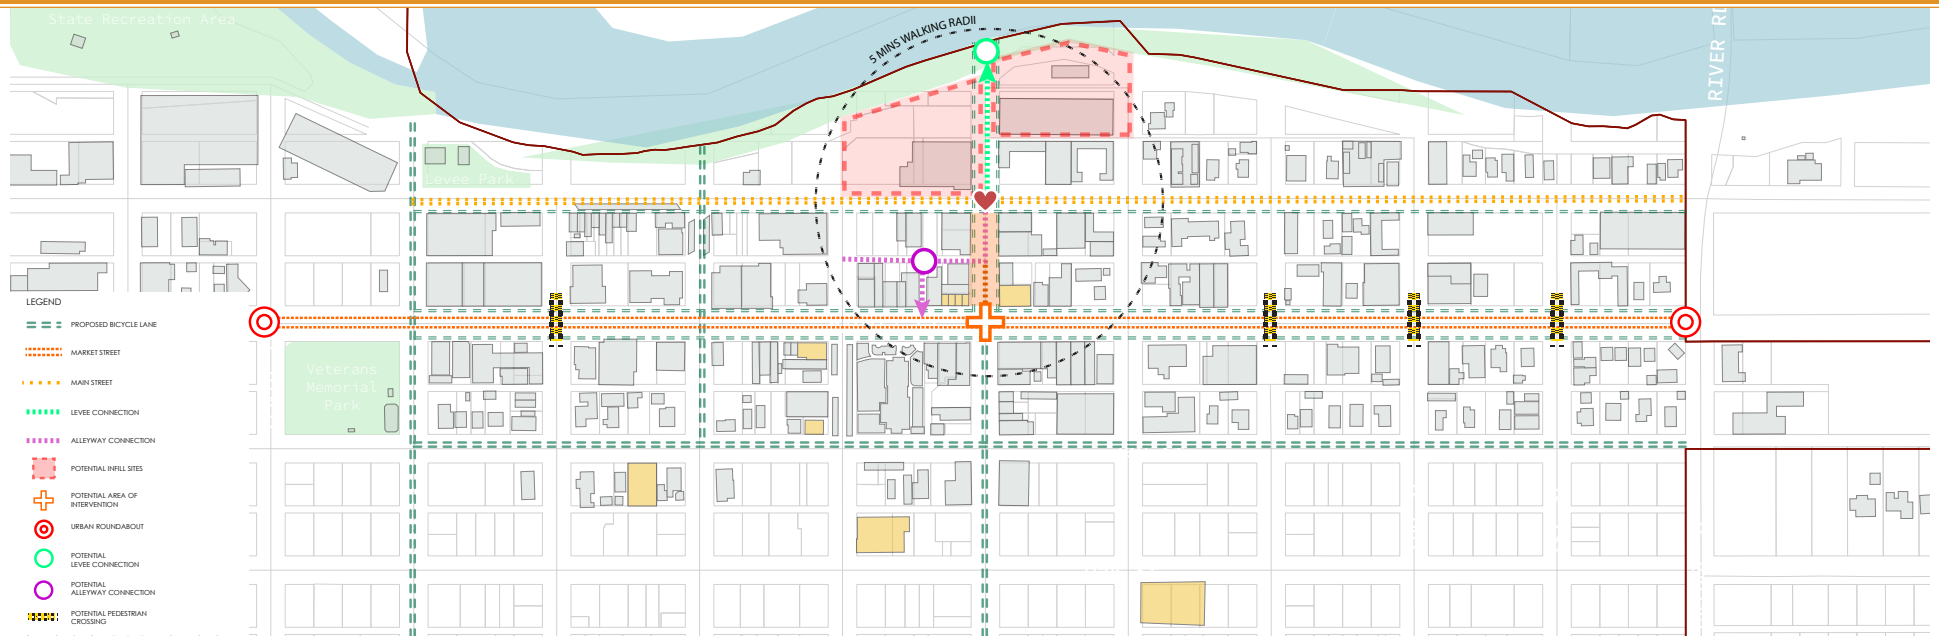 State Recreation Area
5 MINS WALKING RADII
RIVER RD
Levee Park
LEGEND
PROPOSED BICYCLE LANE
MARKET STREET
MAIN STREET
LEVEE CONNECTION
ALLEYWAY CONNECTION
POTENTIAL INFILL SITES
POTENTIAL AREA OF
INTERVENTION
URBAN ROUNDABOUT
POTENTIAL
LEVEE CONNECTION
POTENTIAL
ALLEYWAY CONNECTION
POTENTIAL PEDESTRIAN
CROSSING
Veterans
Memorial
Park